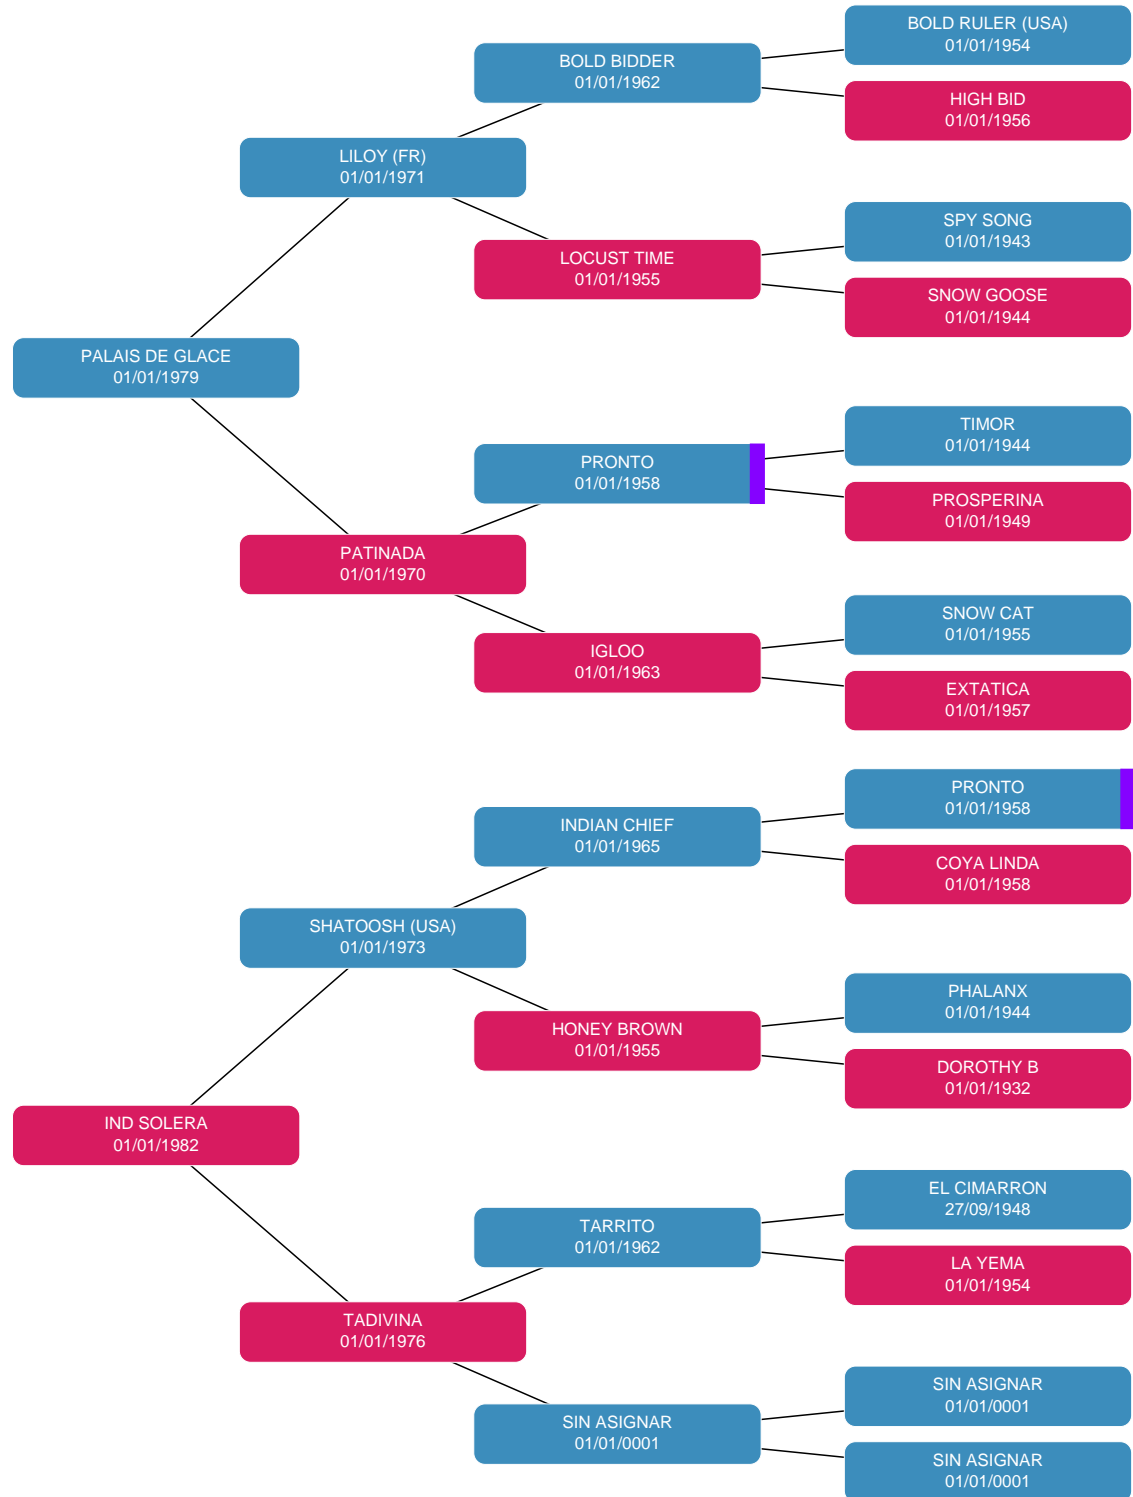 BOLD RULER (USA)
01/01/1954
BOLD BIDDER
01/01/1962
HIGH BID
01/01/1956
LILOY (FR)
01/01/1971
SPY SONG
01/01/1943
LOCUST TIME
01/01/1955
SNOW GOOSE
01/01/1944
PALAIS DE GLACE
01/01/1979
TIMOR
01/01/1944
PRONTO
01/01/1958
PROSPERINA
01/01/1949
PATINADA
01/01/1970
SNOW CAT
01/01/1955
IGLOO
01/01/1963
EXTATICA
01/01/1957
PRONTO
01/01/1958
INDIAN CHIEF
01/01/1965
COYA LINDA
01/01/1958
SHATOOSH (USA)
01/01/1973
PHALANX
01/01/1944
HONEY BROWN
01/01/1955
DOROTHY B
01/01/1932
IND SOLERA
01/01/1982
EL CIMARRON
27/09/1948
TARRITO
01/01/1962
LA YEMA
01/01/1954
TADIVINA
01/01/1976
SIN ASIGNAR
01/01/0001
SIN ASIGNAR
01/01/0001
SIN ASIGNAR
01/01/0001